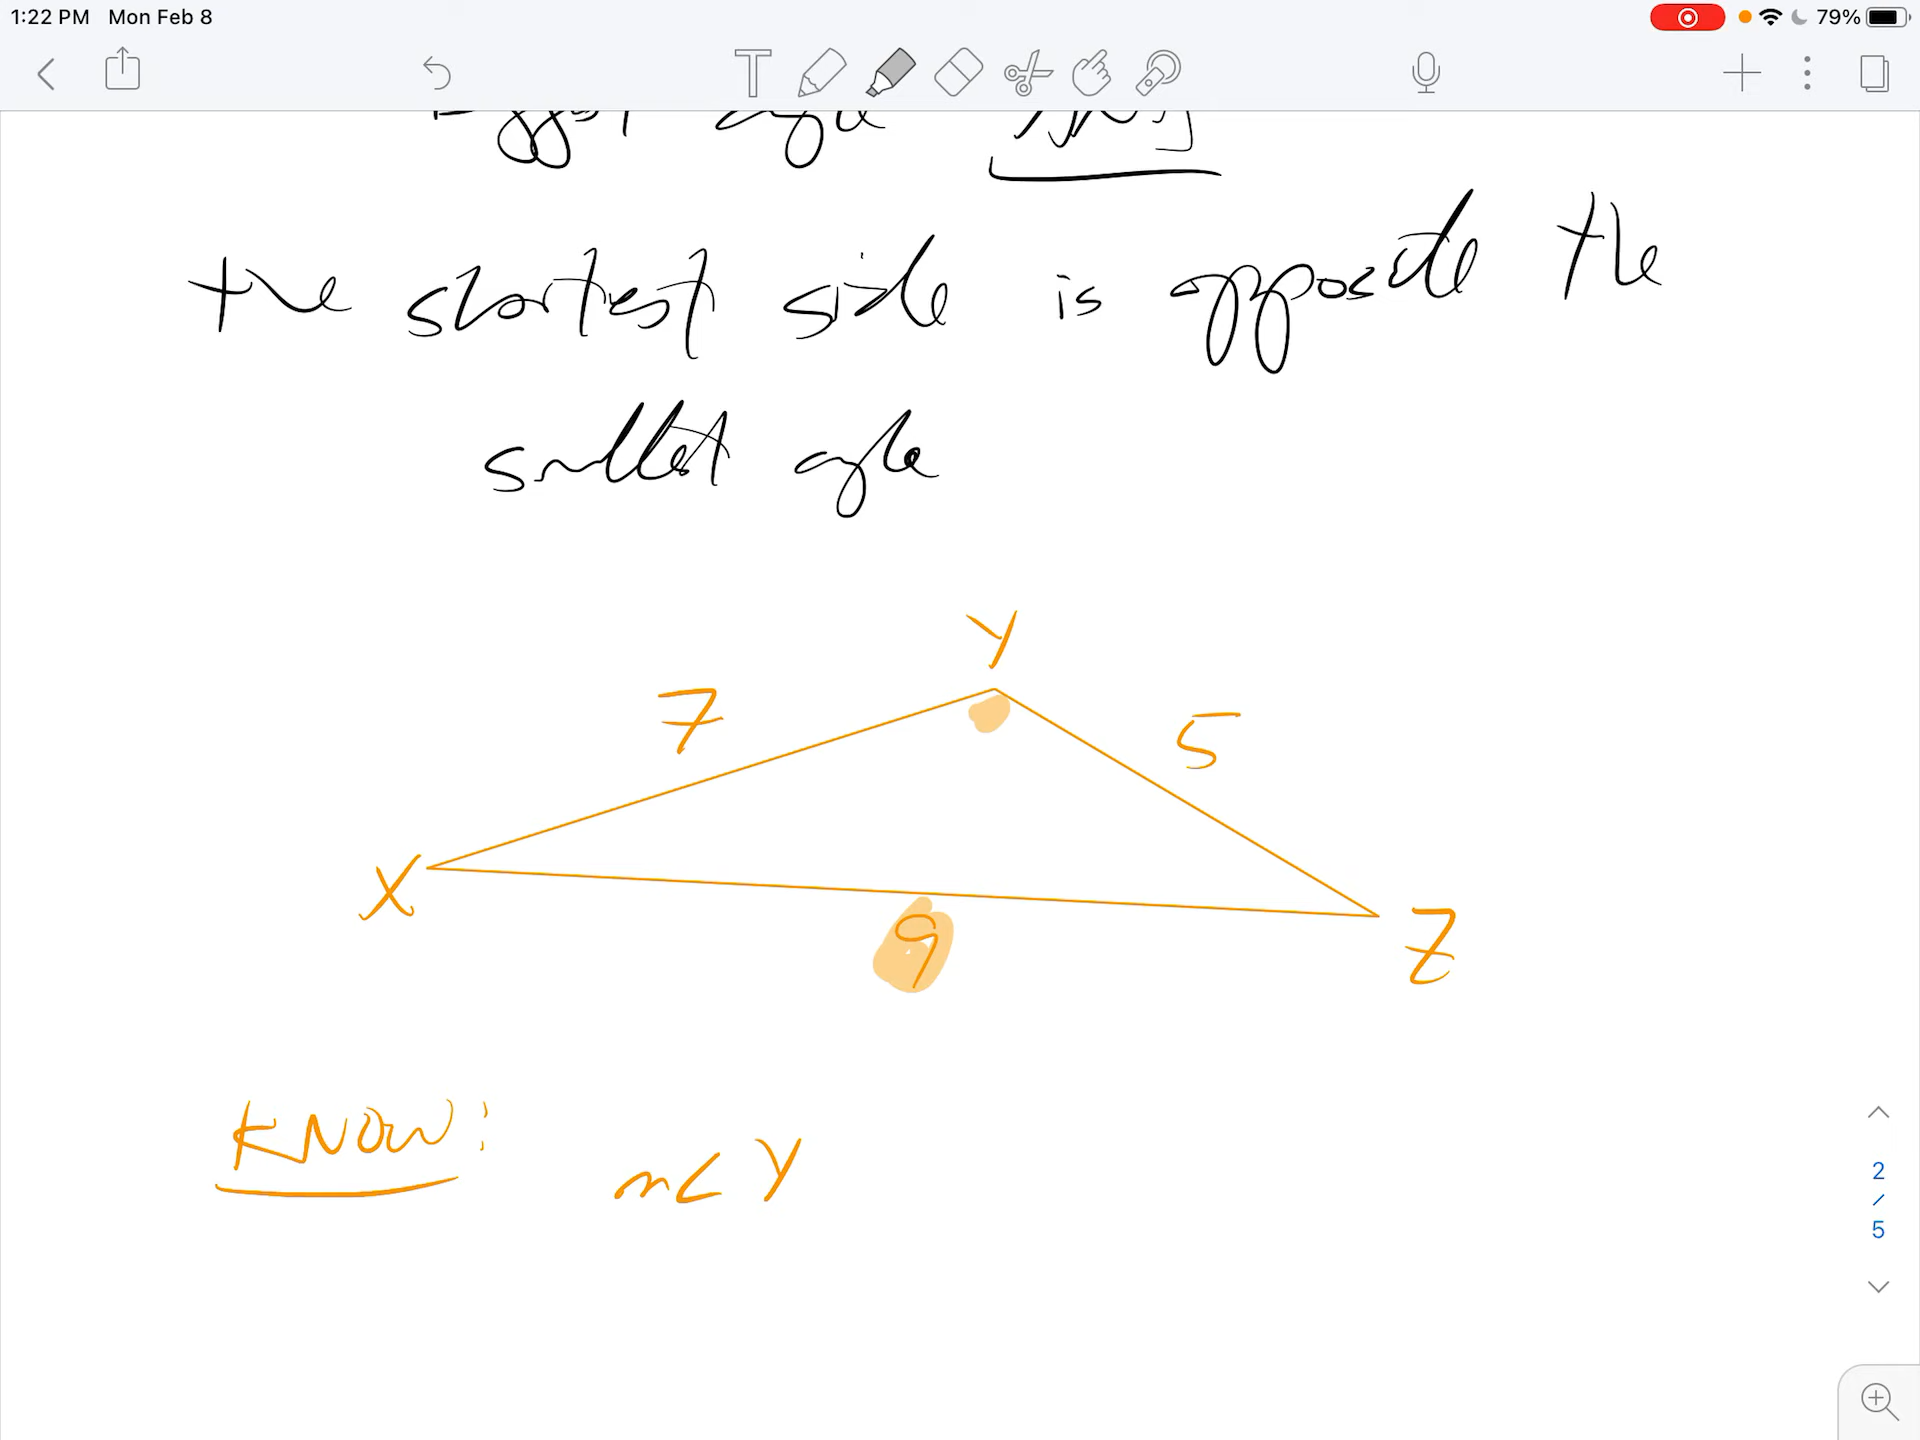 1:22 PM Mon Feb 8
79%
T
angle
the shortest side is opposite the
smallest angle
Y
7
5
X
9
Z
KNOW:
m< Y
2
/
5